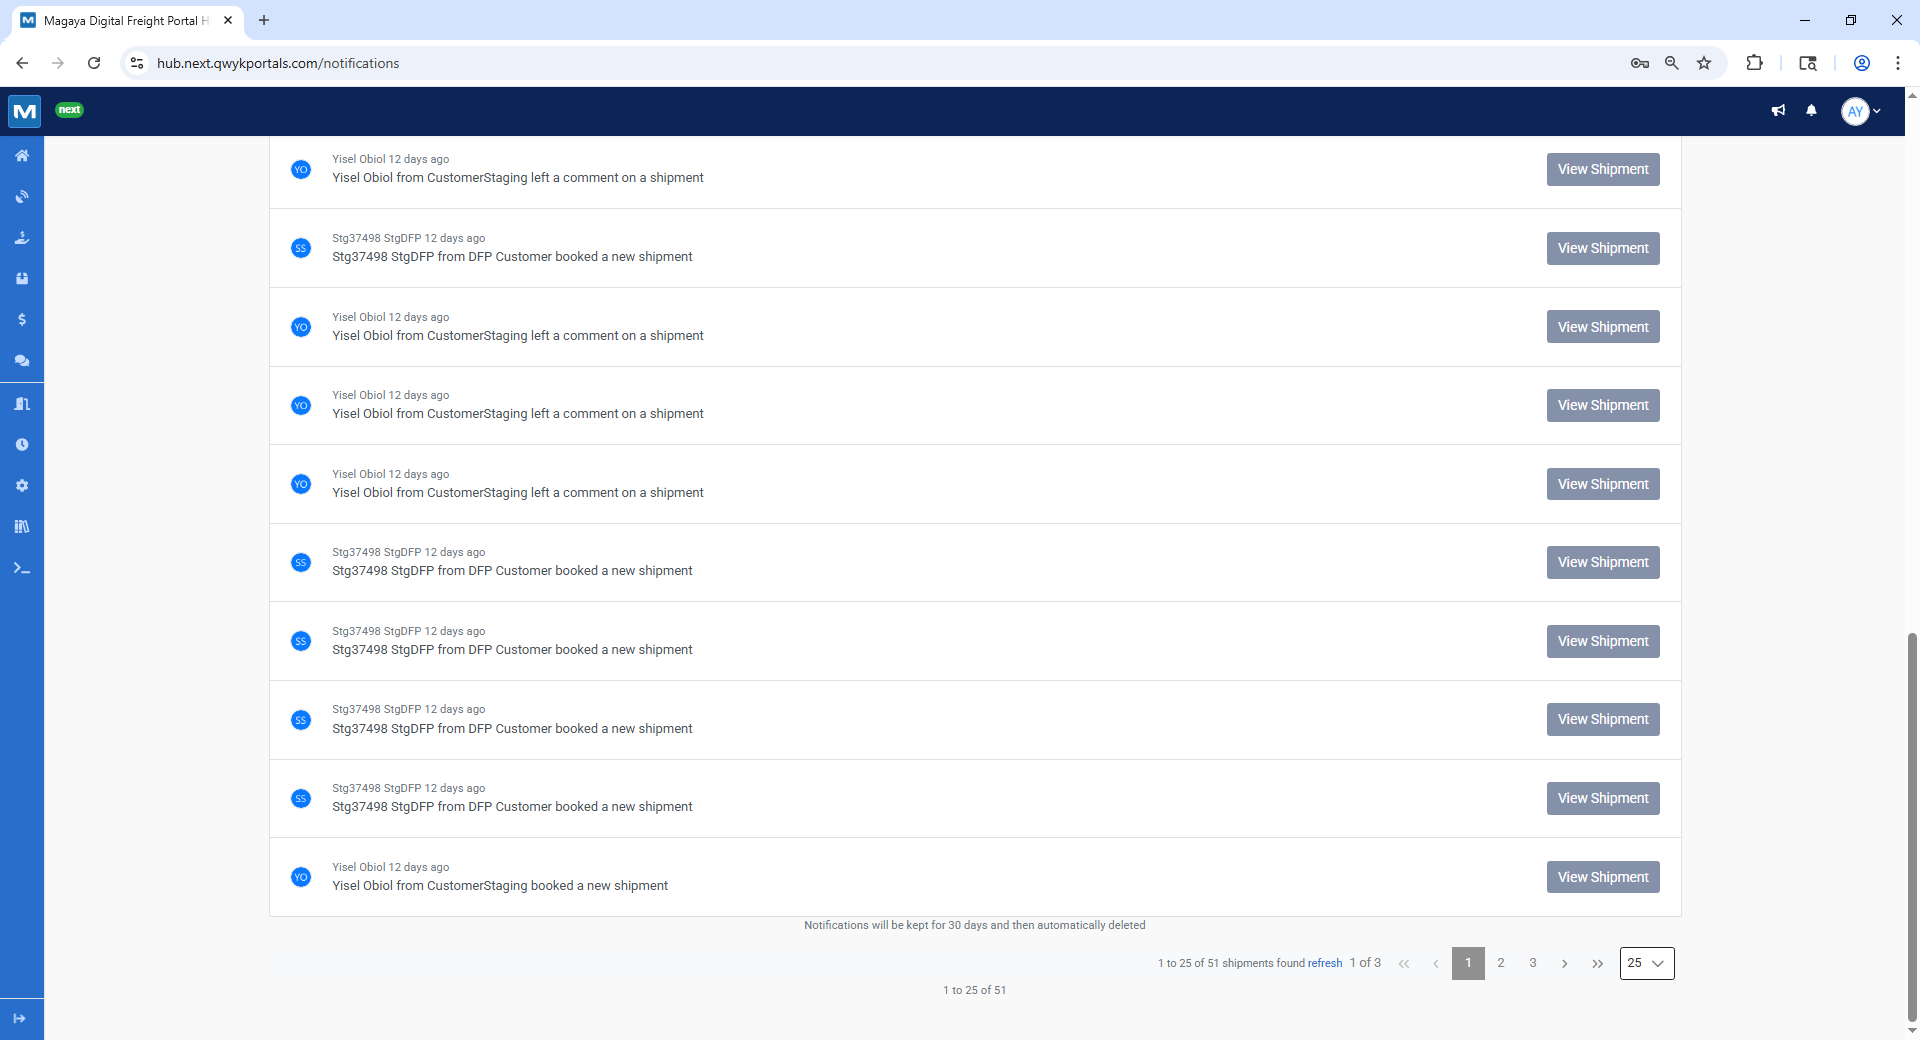 Magaya Digital Freight Portal H
hub.next.qwykportals.com/notifications
M
next
AY
YO
Yisel Obiol 12 days ago
Yisel Obiol from CustomerStaging left a comment on a shipment
View Shipment
SS
Stg37498 StgDFP 12 days ago
Stg37498 StgDFP from DFP Customer booked a new shipment
View Shipment
YO
Yisel Obiol 12 days ago
Yisel Obiol from CustomerStaging left a comment on a shipment
View Shipment
YO
Yisel Obiol 12 days ago
Yisel Obiol from CustomerStaging left a comment on a shipment
View Shipment
YO
Yisel Obiol 12 days ago
Yisel Obiol from CustomerStaging left a comment on a shipment
View Shipment
SS
Stg37498 StgDFP 12 days ago
Stg37498 StgDFP from DFP Customer booked a new shipment
View Shipment
SS
Stg37498 StgDFP 12 days ago
Stg37498 StgDFP from DFP Customer booked a new shipment
View Shipment
SS
Stg37498 StgDFP 12 days ago
Stg37498 StgDFP from DFP Customer booked a new shipment
View Shipment
SS
Stg37498 StgDFP 12 days ago
Stg37498 StgDFP from DFP Customer booked a new shipment
View Shipment
YO
Yisel Obiol 12 days ago
Yisel Obiol from CustomerStaging booked a new shipment
View Shipment
Notifications will be kept for 30 days and then automatically deleted
1 to 25 of 51 shipments found refresh 1 of 3 « ‹ 1 2 3 › » 25
1 to 25 of 51